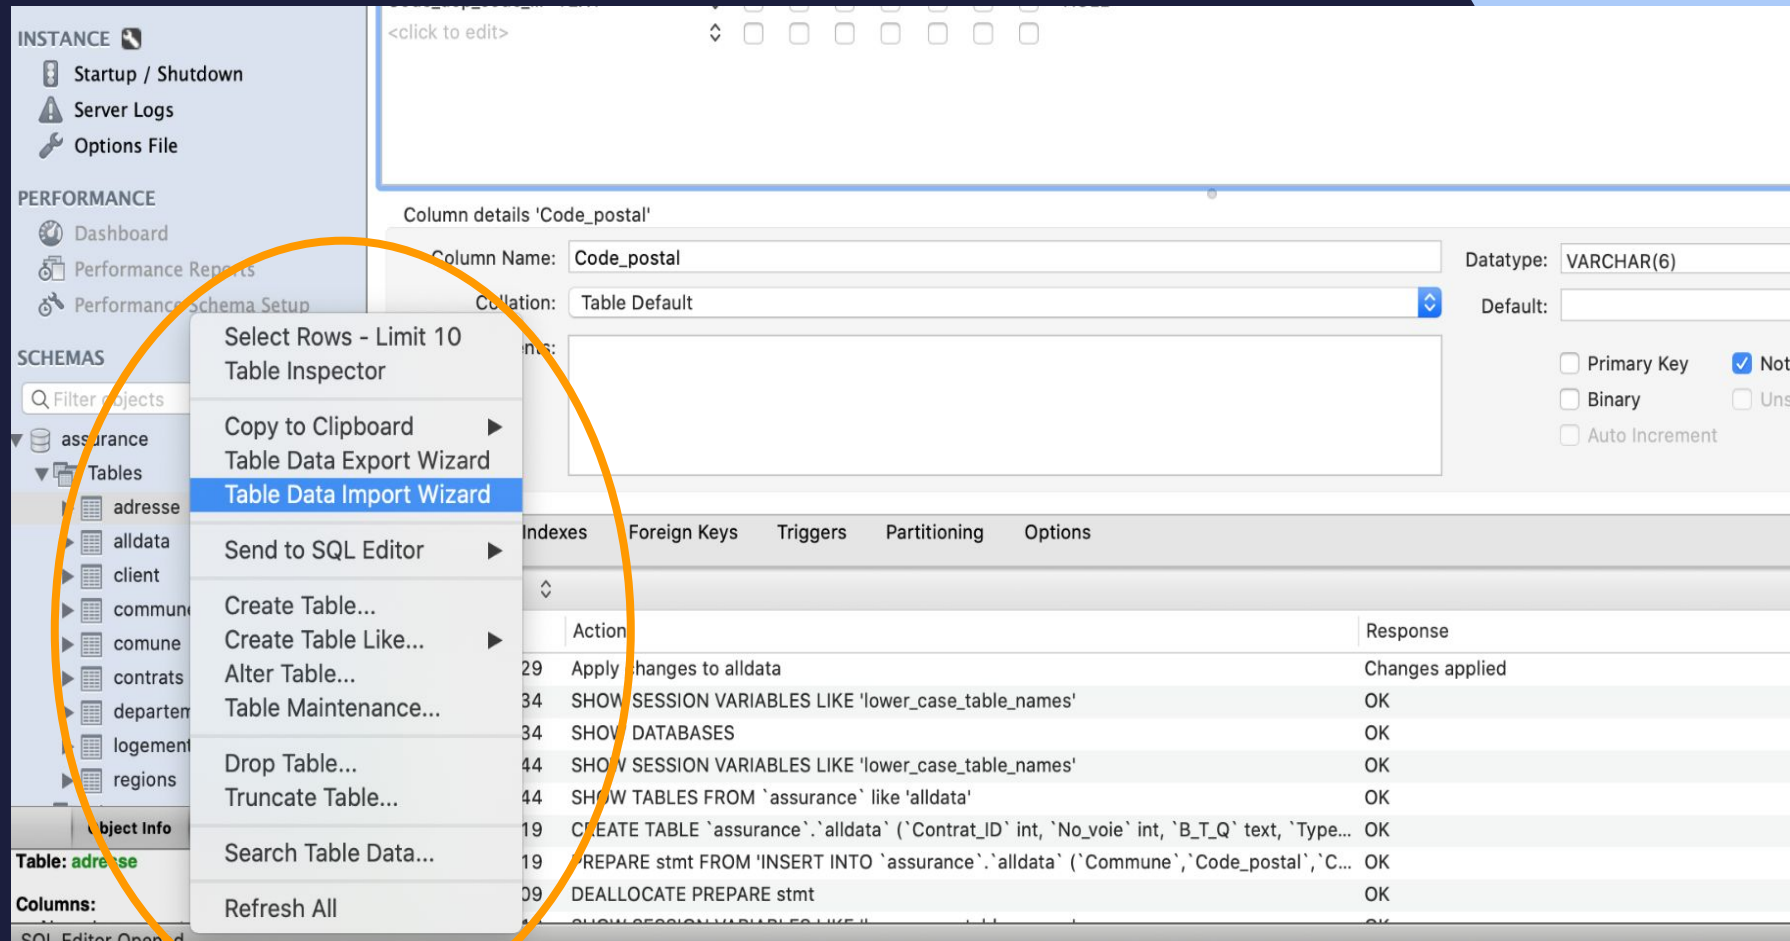 INSTANCE
Startup / Shutdown
Server Logs
Options File
PERFORMANCE
Dashboard
Performance Reports
Performance Schema Setup
SCHEMAS
Filter objects
assurance
Tables
adresse
alldata
client
commune
comune
contrats
departem
logement
regions
Object Info
Table: adresse
Columns:
SQL Editor Opened
Select Rows - Limit 10
Table Inspector
Copy to Clipboard
Table Data Export Wizard
Table Data Import Wizard
Send to SQL Editor
Create Table...
Create Table Like...
Alter Table...
Table Maintenance...
Drop Table...
Truncate Table...
Search Table Data...
Refresh All
<click to edit>
Column details 'Code_postal'
Column Name: Code_postal
Datatype: VARCHAR(6)
Collation: Table Default
Default:
nts:
Primary Key Not
Binary Uns
Auto Increment
Indexes Foreign Keys Triggers Partitioning Options
Action Response
29 Apply changes to alldata Changes applied
34 SHOW SESSION VARIABLES LIKE 'lower_case_table_names' OK
34 SHOW DATABASES OK
44 SHOW SESSION VARIABLES LIKE 'lower_case_table_names' OK
44 SHOW TABLES FROM `assurance` like 'alldata' OK
19 CREATE TABLE `assurance`.`alldata` (`Contrat_ID` int, `No_voie` int, `B_T_Q` text, `Type... OK
19 PREPARE stmt FROM 'INSERT INTO `assurance`.`alldata` (`Commune`,`Code_postal`,`C... OK
09 DEALLOCATE PREPARE stmt OK